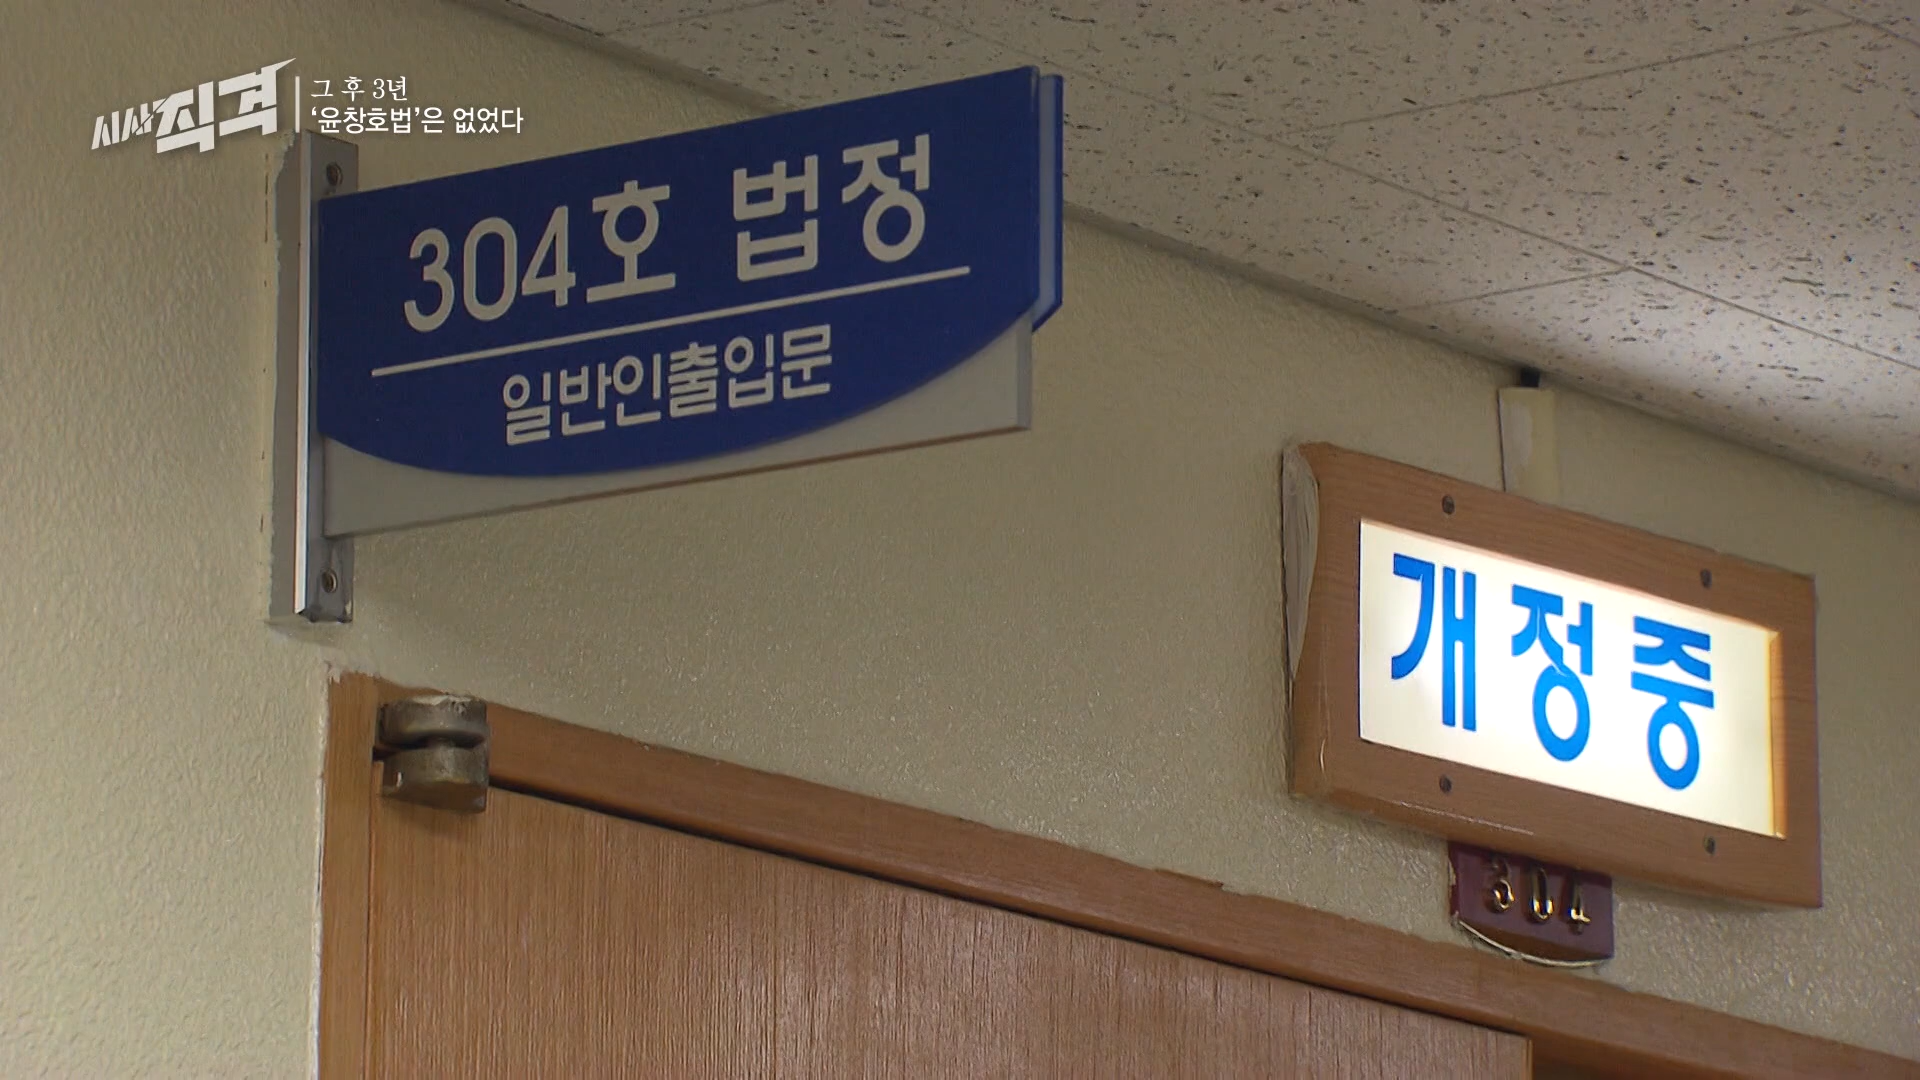 시사직격
그 후 3년
‘윤창호법’은 없었다
304호 법정
일반인출입문
개정중
304